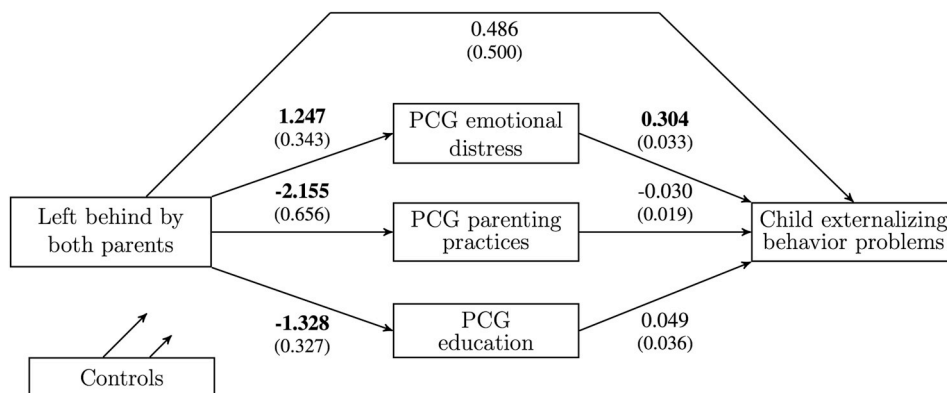 0.486
(0.500)
1.247
(0.343)
PCG emotional
distress
0.304
(0.033)
Left behind by
both parents
-2.155
(0.656)
PCG parenting
practices
-0.030
(0.019)
Child externalizing
behavior problems
-1.328
(0.327)
PCG
education
0.049
(0.036)
Controls